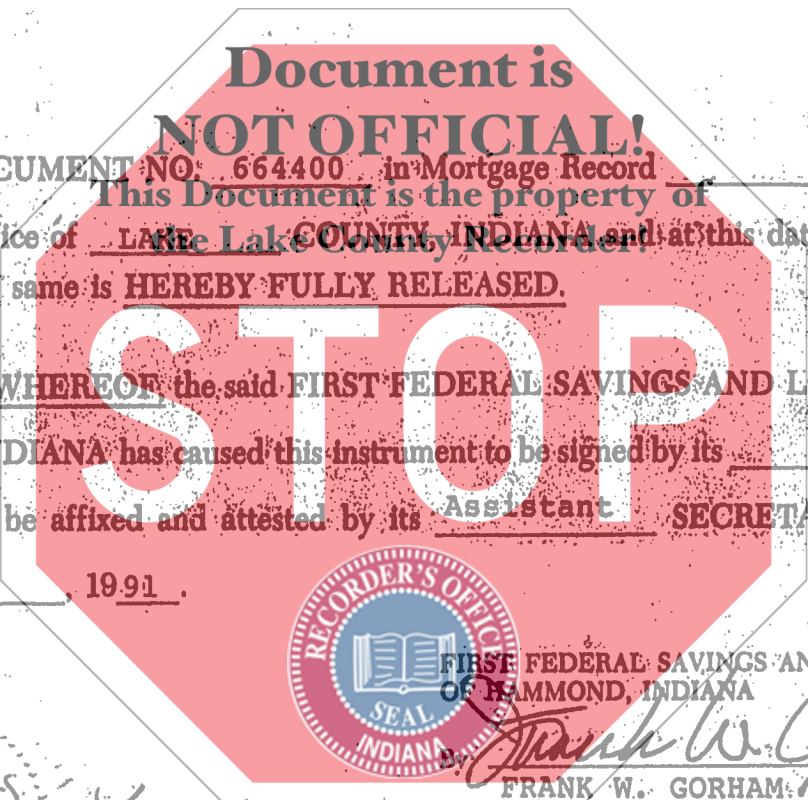 Document is
NOT OFFICIAL!
CUMENT NO. 664400 in Mortgage Record
This Document is the property of
ice of LAKE COUNTY, INDIANA and at this dat
the Lake County Recorder!
same is HEREBY FULLY RELEASED.
STOP
WHEREOF the said FIRST FEDERAL SAVINGS AND L
DIANA has caused this instrument to be signed by its
be affixed and attested by its Assistant SECRETA
, 1991 .
RECORDER'S OFFICE
SEAL
INDIANA
FIRST FEDERAL SAVINGS AN
OF HAMMOND, INDIANA
By: Frank W. G
FRANK W. GORHAM